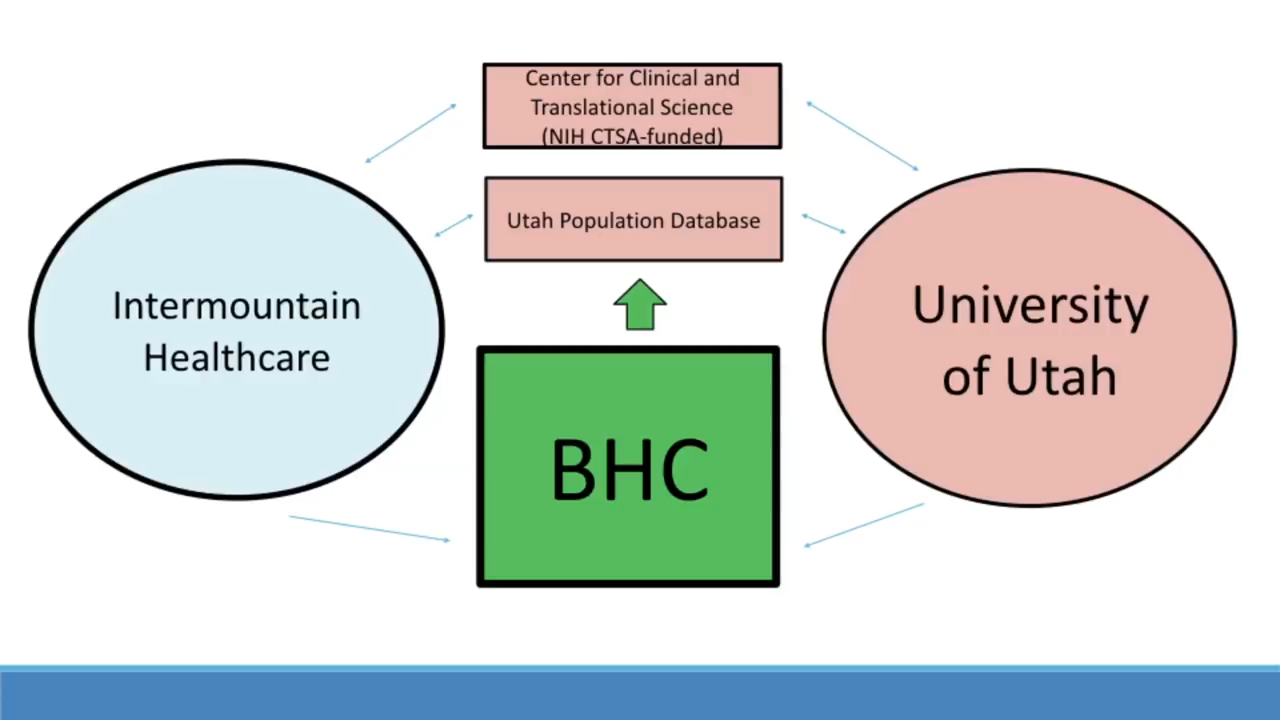 Center for Clinical and
Translational Science
(NIH CTSA-funded)
Utah Population Database
Intermountain
Healthcare
University
of Utah
BHC